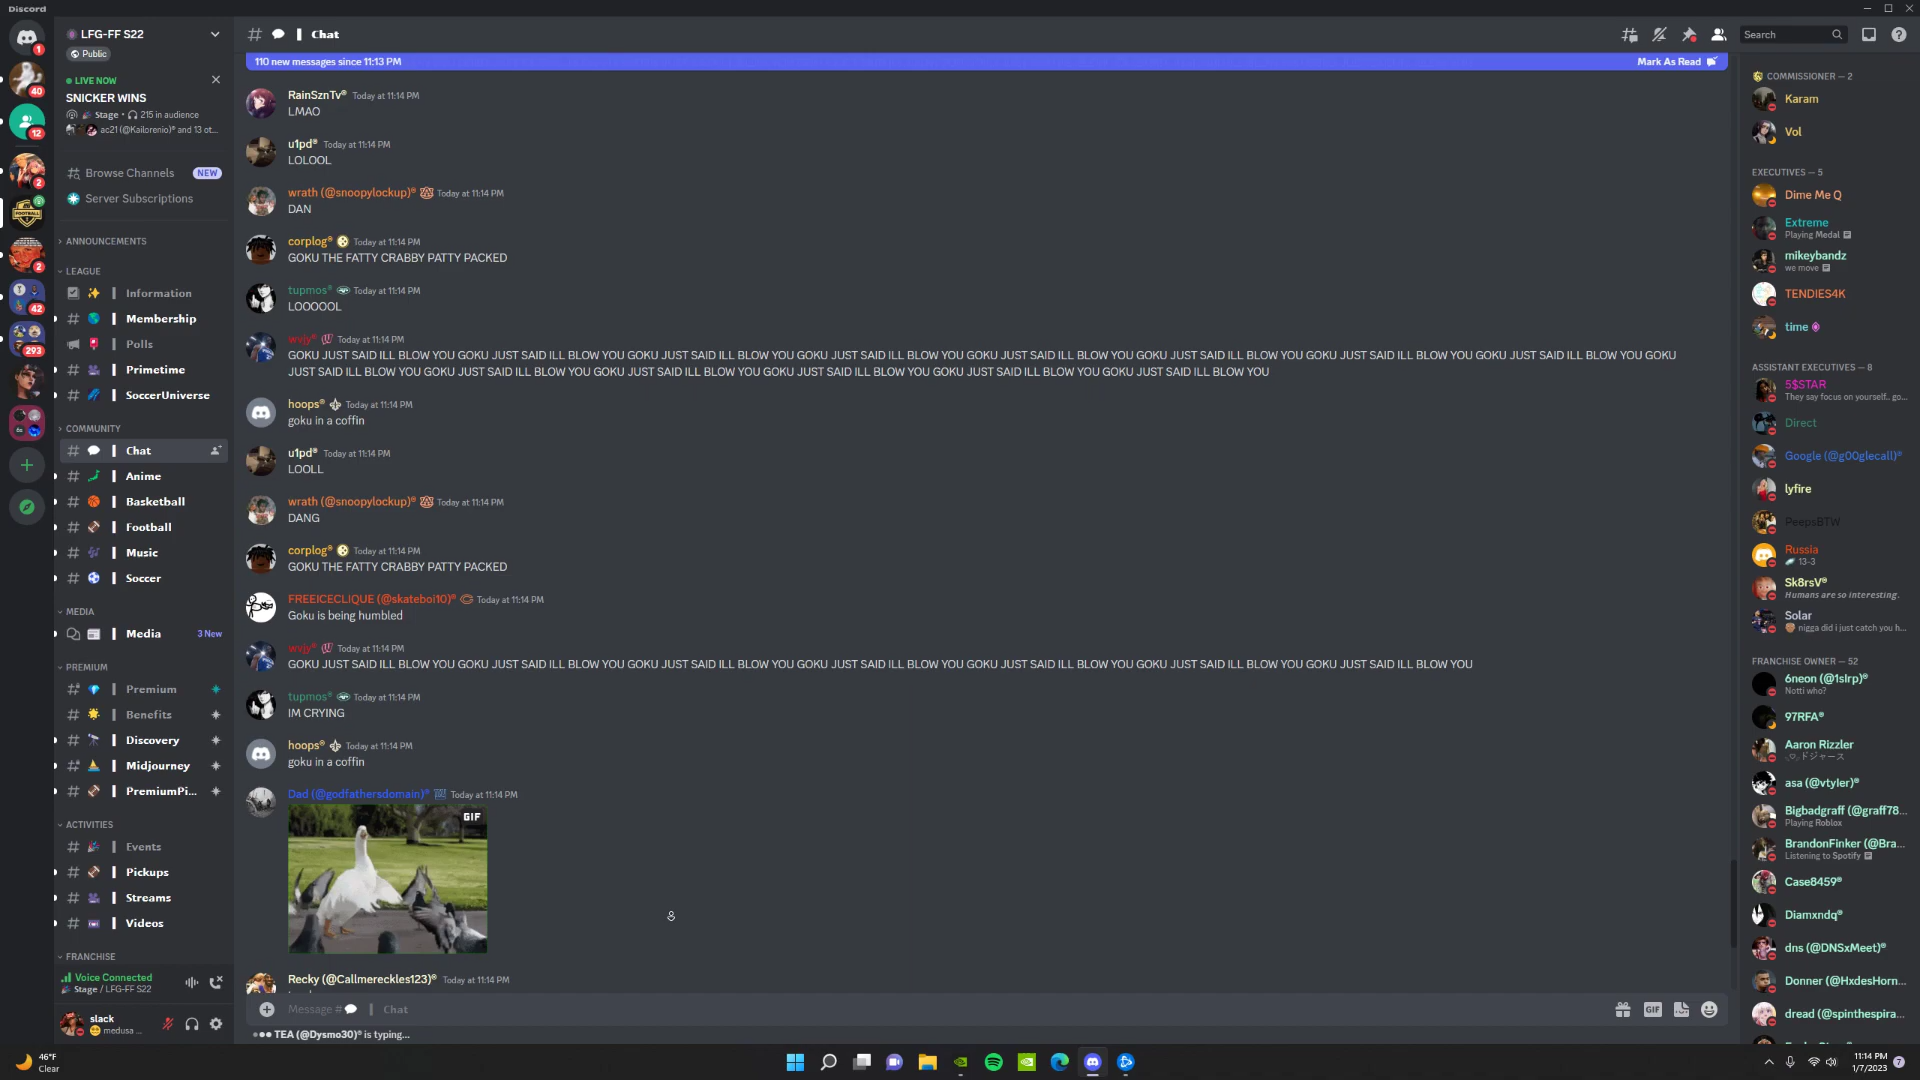 Discord
LFG-FF S22
Public
LIVE NOW
SNICKER WINS
Stage • 215 in audience
ac21 (@Kailorenio)® and 13 ot...
Browse Channels NEW
Server Subscriptions
ANNOUNCEMENTS
LEAGUE
Information
Membership
Polls
Primetime
SoccerUniverse
COMMUNITY
Chat
Anime
Basketball
Football
Music
Soccer
MEDIA
Media 3 New
PREMIUM
Premium
Benefits
Discovery
Midjourney
PremiumPi...
ACTIVITIES
Events
Pickups
Streams
Videos
FRANCHISE
Voice Connected
Stage / LFG-FF S22
slack
medusa ...
1
40
12
2
2
42
293
Chat
Search
110 new messages since 11:13 PM Mark As Read
RainSznTv® Today at 11:14 PM
LMAO
u1pd® Today at 11:14 PM
LOLOOL
wrath (@snoopylockup)® Today at 11:14 PM
DAN
corplog® Today at 11:14 PM
GOKU THE FATTY CRABBY PATTY PACKED
tupmos® Today at 11:14 PM
LOOOOOL
wvjy® Today at 11:14 PM
GOKU JUST SAID ILL BLOW YOU GOKU JUST SAID ILL BLOW YOU GOKU JUST SAID ILL BLOW YOU GOKU JUST SAID ILL BLOW YOU GOKU JUST SAID ILL BLOW YOU GOKU JUST SAID ILL BLOW YOU GOKU JUST SAID ILL BLOW YOU GOKU JUST SAID ILL BLOW YOU GOKU
JUST SAID ILL BLOW YOU GOKU JUST SAID ILL BLOW YOU GOKU JUST SAID ILL BLOW YOU GOKU JUST SAID ILL BLOW YOU GOKU JUST SAID ILL BLOW YOU GOKU JUST SAID ILL BLOW YOU
hoops® Today at 11:14 PM
goku in a coffin
u1pd® Today at 11:14 PM
LOOLL
wrath (@snoopylockup)® Today at 11:14 PM
DANG
corplog® Today at 11:14 PM
GOKU THE FATTY CRABBY PATTY PACKED
FREEICECLIQUE (@skateboi10)® Today at 11:14 PM
Goku is being humbled
wvjy® Today at 11:14 PM
GOKU JUST SAID ILL BLOW YOU GOKU JUST SAID ILL BLOW YOU GOKU JUST SAID ILL BLOW YOU GOKU JUST SAID ILL BLOW YOU GOKU JUST SAID ILL BLOW YOU GOKU JUST SAID ILL BLOW YOU GOKU JUST SAID ILL BLOW YOU
tupmos® Today at 11:14 PM
IM CRYING
hoops® Today at 11:14 PM
goku in a coffin
Dad (@godfathersdomain)® Today at 11:14 PM
GIF
Recky (@Callmereckles123)® Today at 11:14 PM
Message # Chat
GIF
TEA (@Dysmo30)® is typing...
COMMISSIONER — 2
Karam
Vol
EXECUTIVES — 5
Dime Me Q
Extreme
Playing Medal
mikeybandz
we move
TENDIES4K
time
ASSISTANT EXECUTIVES — 8
5$STAR
They say focus on yourself.. go...
Direct
Google (@g00glecall)®
lyfire
PeepsBTW
Russia
13-3
Sk8rsV®
Humans are so interesting.
Solar
nigga did i just catch you h...
FRANCHISE OWNER — 52
6neon (@1slrp)®
Notti who?
97RFA®
Aaron Rizzler
ドジャース
asa (@vtyler)®
Bigbadgraff (@graff78...
Playing Roblox
BrandonFinker (@Bra...
Listening to Spotify
Case8459®
Diamxndq®
dns (@DNSxMeet)®
Donner (@HxdesHorn...
dread (@spinthespira...
46°F
Clear
11:14 PM
1/7/2023
7